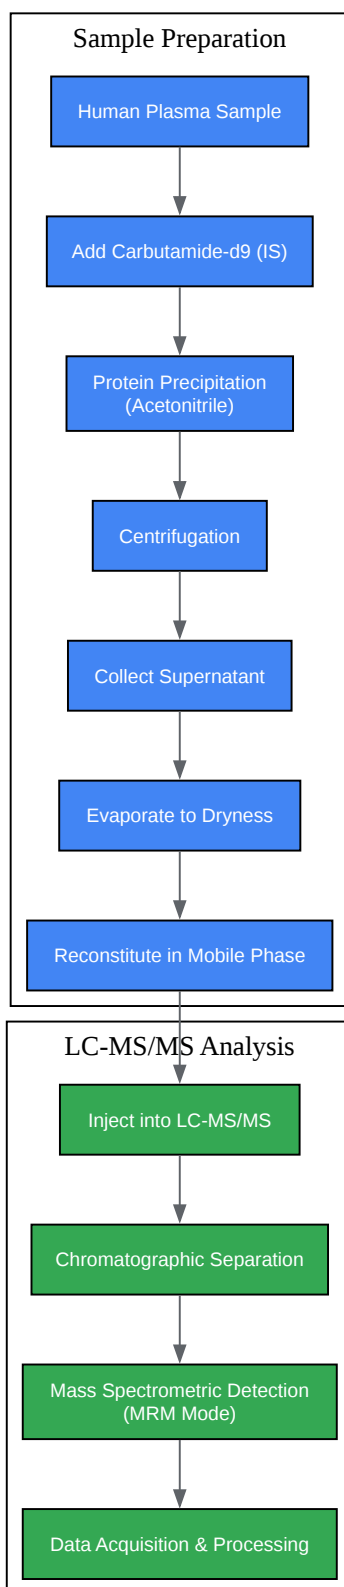 Sample Preparation
Human Plasma Sample
Add Carbutamide-d9 (IS)
Protein Precipitation
(Acetonitrile)
Centrifugation
Collect Supernatant
Evaporate to Dryness
Reconstitute in Mobile Phase
LC-MS/MS Analysis
Inject into LC-MS/MS
Chromatographic Separation
Mass Spectrometric Detection
(MRM Mode)
Data Acquisition & Processing